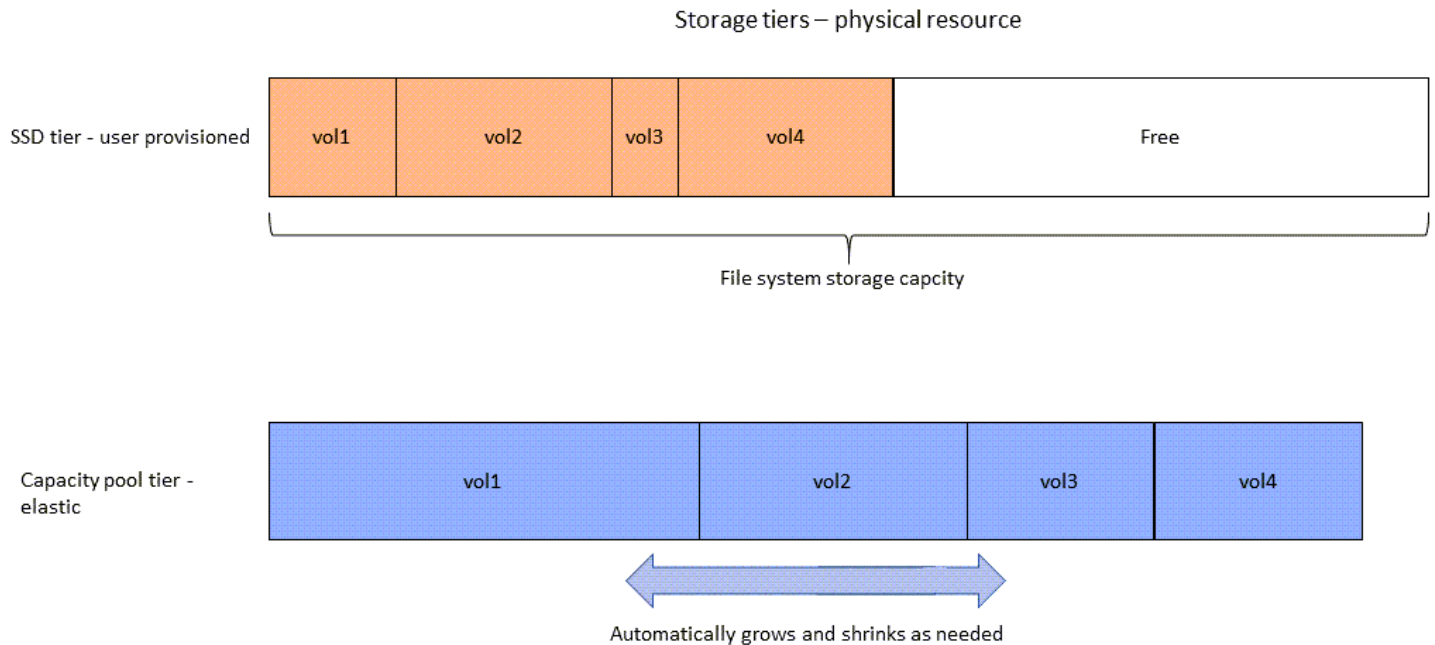 Storage tiers – physical resource
SSD tier - user provisioned
vol1
vol2
vol3
vol4
Free
File system storage capcity
Capacity pool tier -
elastic
vol1
vol2
vol3
vol4
Automatically grows and shrinks as needed